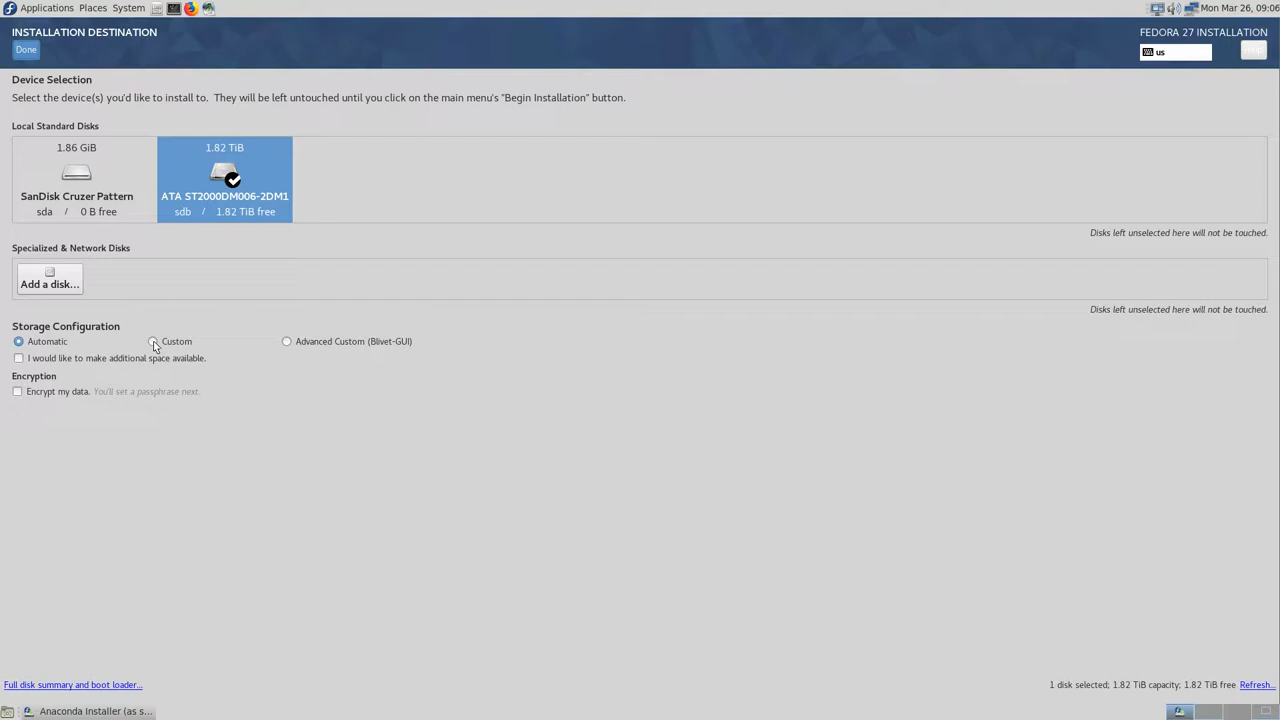 Applications Places System Mon Mar 26, 09:06
INSTALLATION DESTINATION
FEDORA 27 INSTALLATION
Done
us
Help
Device Selection
Select the device(s) you'd like to install to. They will be left untouched until you click on the main menu's "Begin Installation" button.
Local Standard Disks
1.86 GiB
SanDisk Cruzer Pattern
sda / 0 B free
1.82 TiB
ATA ST2000DM006-2DM1
sdb / 1.82 TiB free
Disks left unselected here will not be touched.
Specialized & Network Disks
Add a disk...
Disks left unselected here will not be touched.
Storage Configuration
Automatic Custom Advanced Custom (Blivet-GUI)
I would like to make additional space available.
Encryption
Encrypt my data. You'll set a passphrase next.
Full disk summary and boot loader... 1 disk selected; 1.82 TiB capacity; 1.82 TiB free Refresh...
Anaconda Installer (as s...